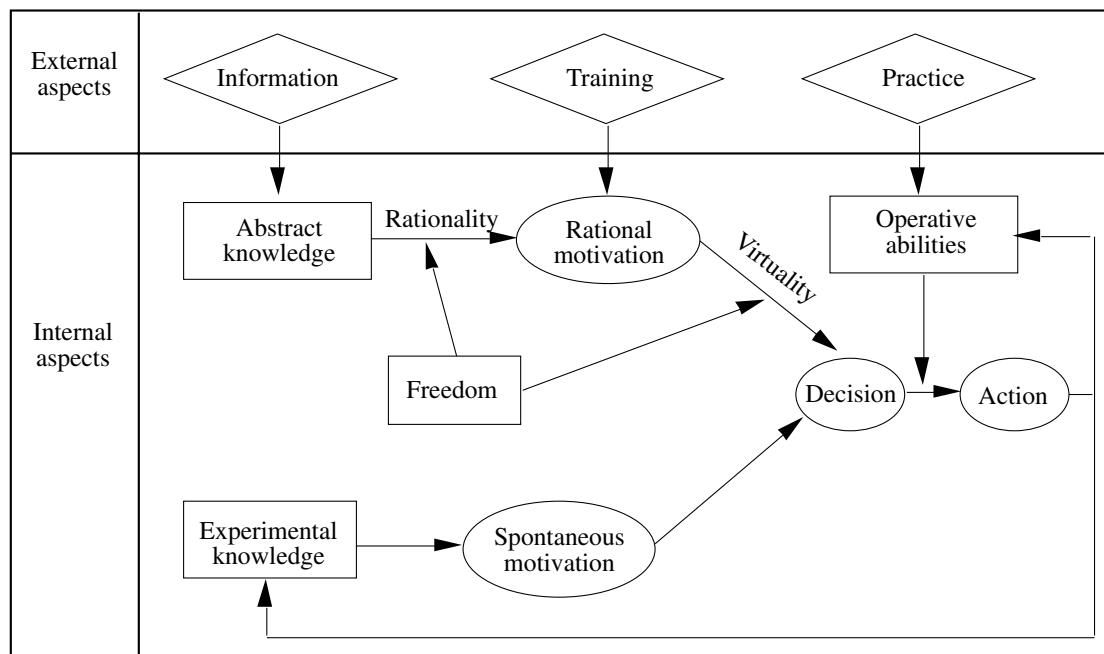 External
aspects
Information
Training
Practice
Internal
aspects
Abstract
knowledge
Rationality
Rational
motivation
Virtuality
Operative
abilities
Freedom
Decision
Action
Experimental
knowledge
Spontaneous
motivation